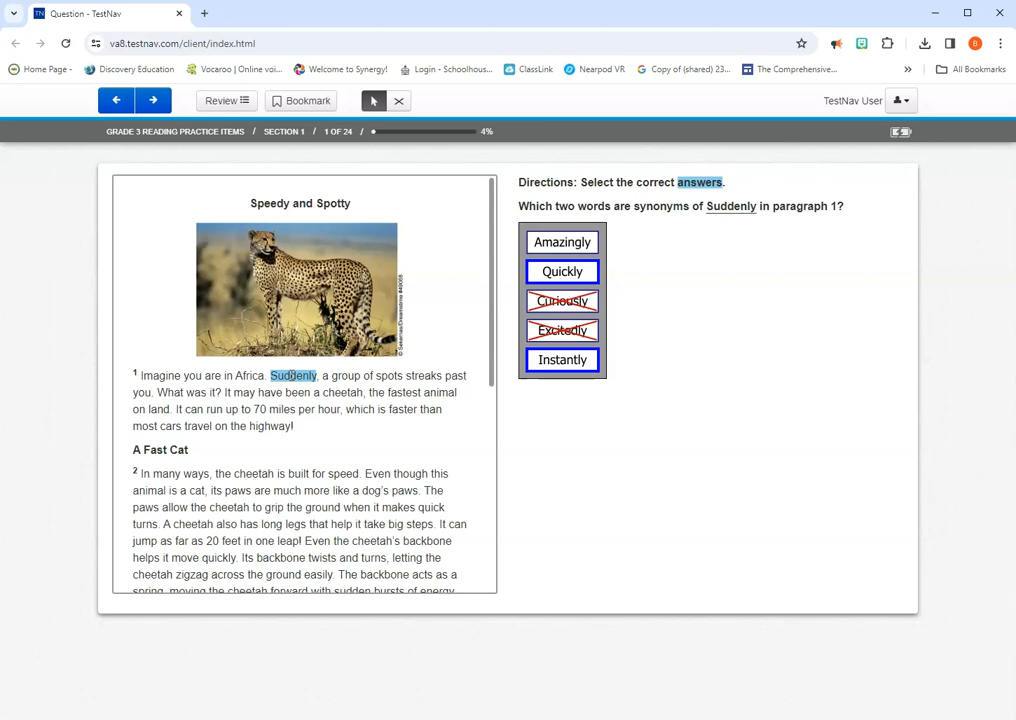 Question - TestNav
va8.testnav.com/client/index.html
B
Home Page -
Discovery Education
Vocaroo | Online voi...
Welcome to Synergy!
Login - Schoolhous...
ClassLink
Nearpod VR
Copy of (shared) 23...
The Comprehensive...
»
All Bookmarks
Review
Bookmark
TestNav User
GRADE 3 READING PRACTICE ITEMS / SECTION 1 / 1 OF 24 / 4%
Speedy and Spotty
1 Imagine you are in Africa. Suddenly, a group of spots streaks past
you. What was it? It may have been a cheetah, the fastest animal
on land. It can run up to 70 miles per hour, which is faster than
most cars travel on the highway!
A Fast Cat
2 In many ways, the cheetah is built for speed. Even though this
animal is a cat, its paws are much more like a dog's paws. The
paws allow the cheetah to grip the ground when it makes quick
turns. A cheetah also has long legs that help it take big steps. It can
jump as far as 20 feet in one leap! Even the cheetah's backbone
helps it move quickly. Its backbone twists and turns, letting the
cheetah zigzag across the ground easily. The backbone acts as a
spring, moving the cheetah forward with sudden bursts of energy
Directions: Select the correct answers.
Which two words are synonyms of Suddenly in paragraph 1?
Amazingly
Quickly
Curiously
Excitedly
Instantly